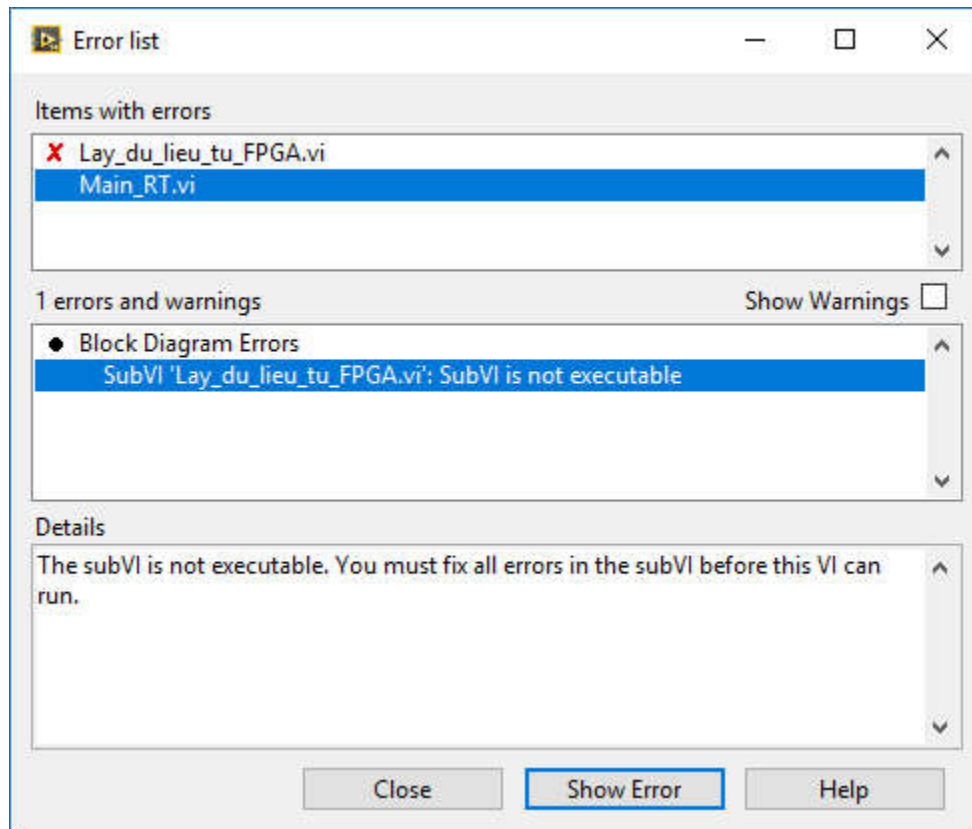 Error list
Items with errors
X Lay_du_lieu_tu_FPGA.vi
Main_RT.vi
1 errors and warnings Show Warnings
● Block Diagram Errors
SubVI 'Lay_du_lieu_tu_FPGA.vi': SubVI is not executable
Details
The subVI is not executable. You must fix all errors in the subVI before this VI can
run.
Close Show Error Help